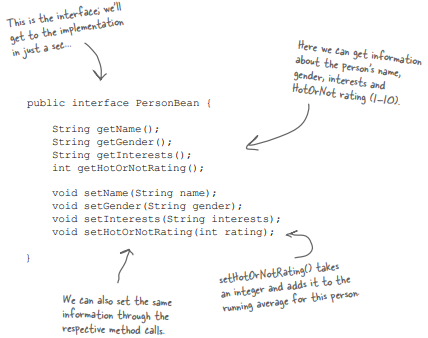 This is the interface; we'll
get to the implementation
in just a sec...
Here we can get information
about the person's name,
gender, interests and
HotOrNot rating (1-10).
public interface PersonBean {
String getName();
String getGender();
String getInterests();
int getHotOrNotRating();
void setName(String name);
void setGender(String gender);
void setInterests(String interests);
void setHotOrNotRating(int rating);
}
setHotOrNotRating() takes
an integer and adds it to the
running average for this person.
We can also set the same
information through the
respective method calls.